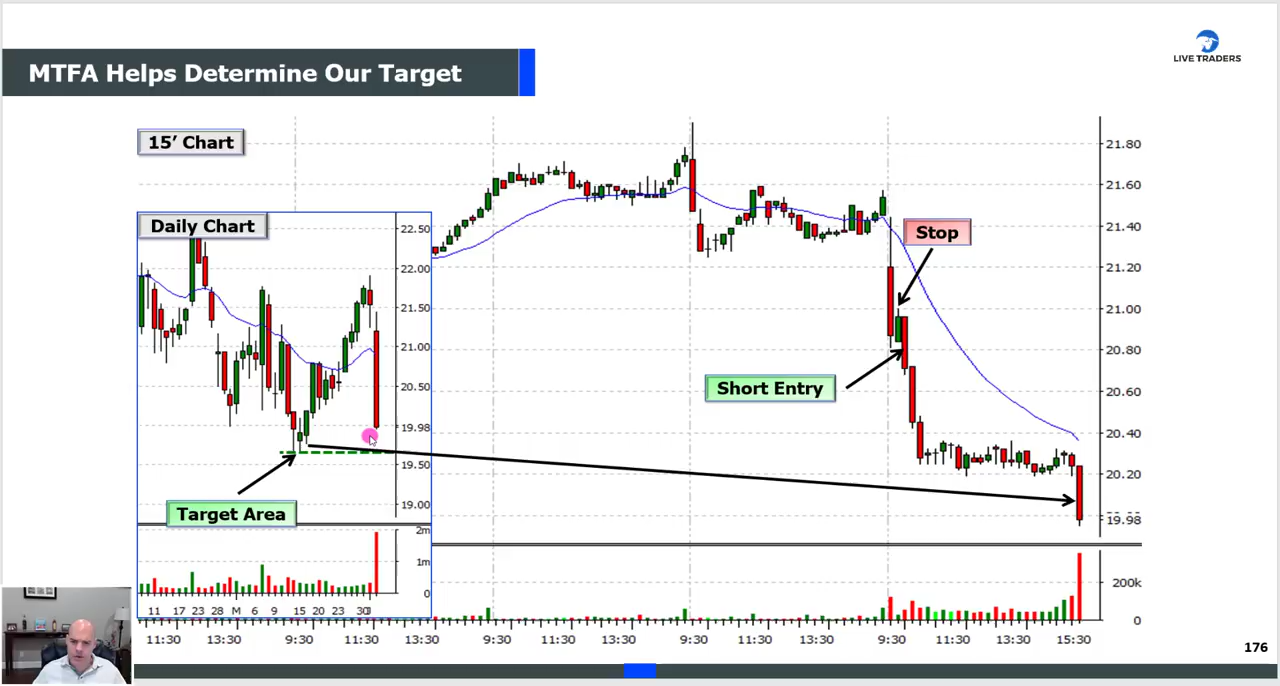 LIVE TRADERS
MTFA Helps Determine Our Target
15’ Chart
21.80
21.60
21.40
21.20
21.00
20.80
20.60
20.40
20.20
19.98
Stop
Short Entry
Daily Chart
22.50
22.00
21.50
21.00
20.50
19.98
19.50
19.00
Target Area
2m
1m
0
11 17 23 28 M 6 9 15 20 23
200k
0
11:30 13:30 9:30 11:30 13:30 9:30 11:30 13:30 9:30 11:30 13:30 9:30 11:30 13:30 15:30
176